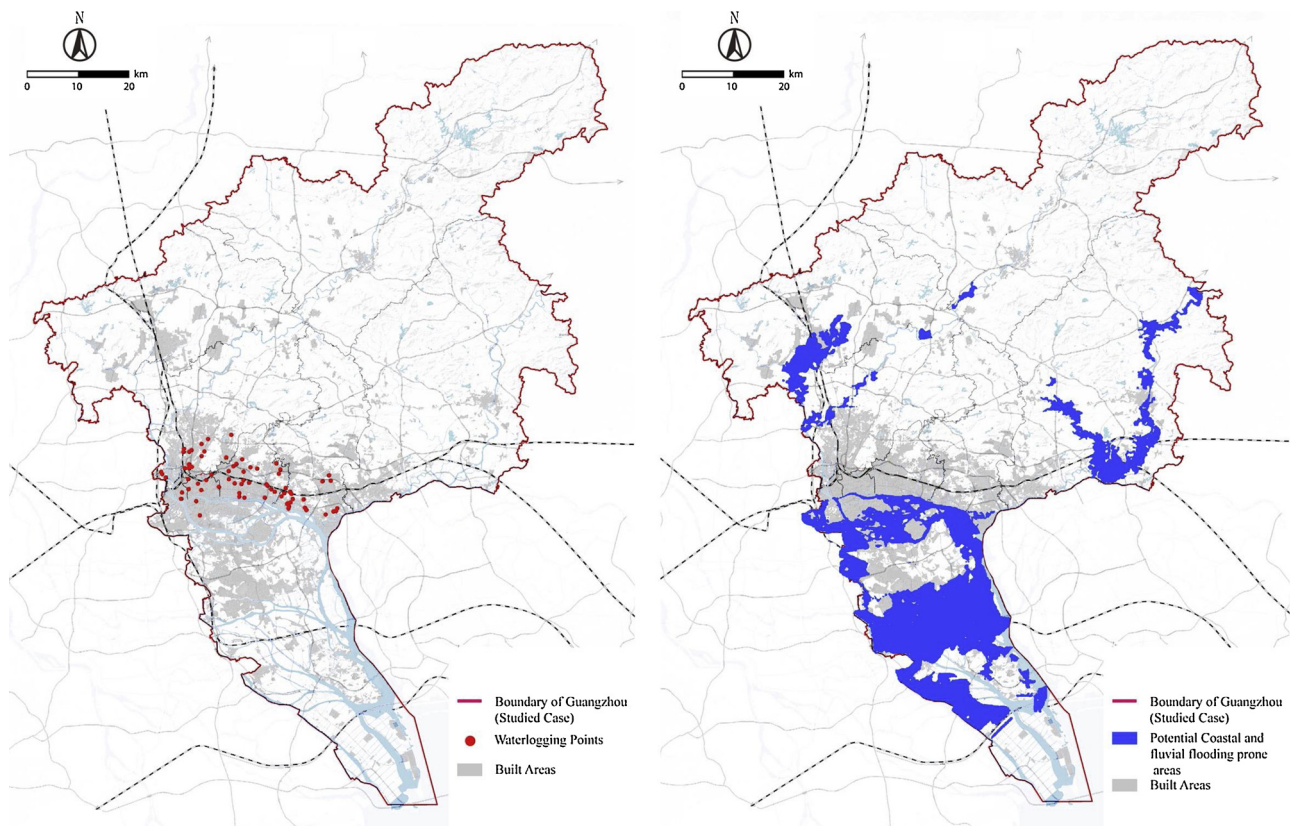 N
km
0 10 20
Boundary of Guangzhou
(Studied Case)
Waterlogging Points
Built Areas
N
km
0 10 20
Boundary of Guangzhou
(Studied Case)
Potential Coastal and
fluvial flooding prone
areas
Built Areas